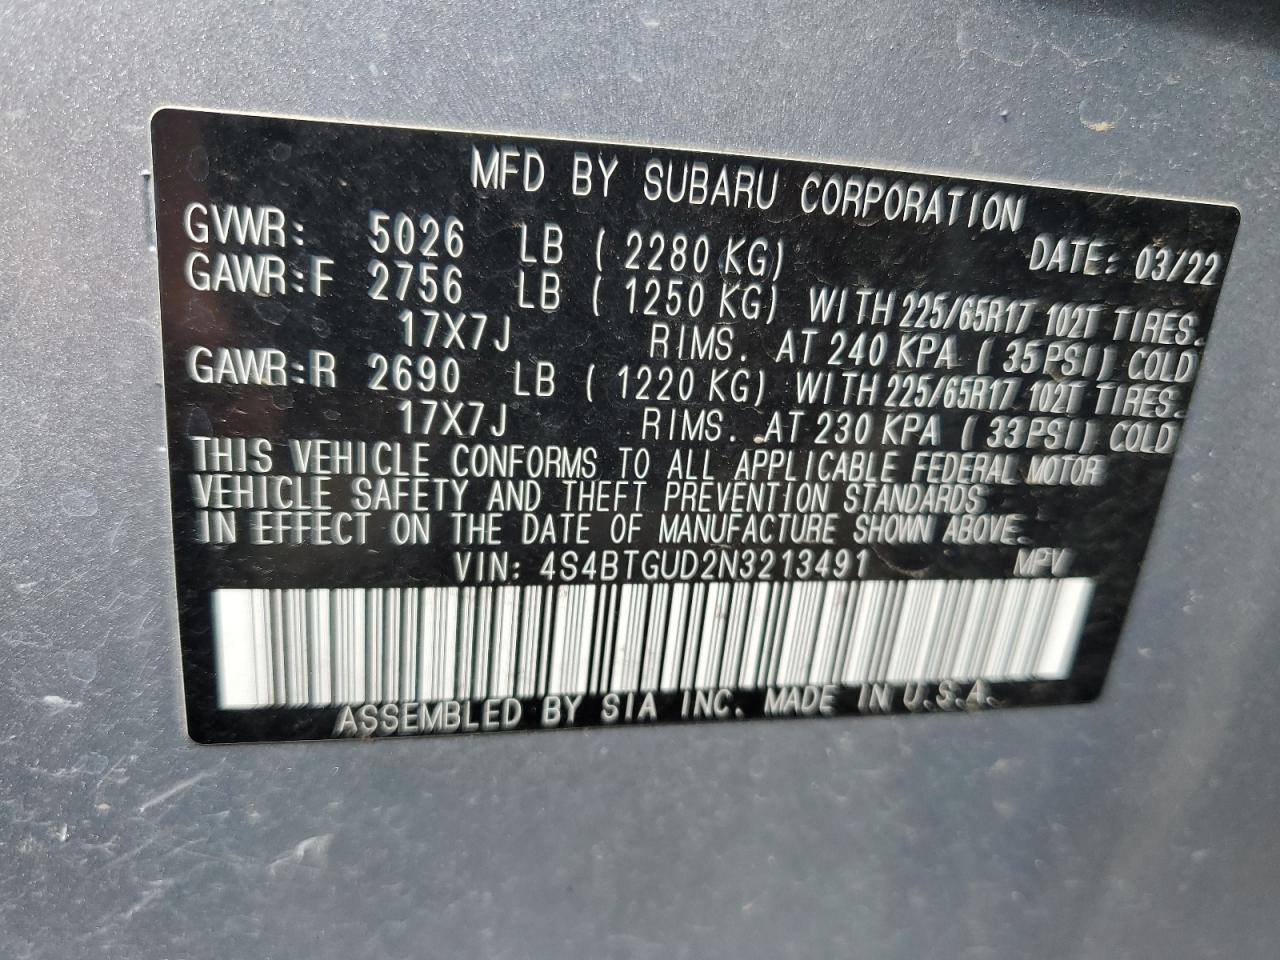 MFD BY SUBARU CORPORATION
GVWR: 5026 LB ( 2280 KG) DATE: 03/22
GAWR:F 2756 LB ( 1250 KG) WITH 225/65R17 102T TIRES.
17X7J RIMS. AT 240 KPA ( 35 PSI) COLD
GAWR:R 2690 LB ( 1220 KG) WITH 225/65R17 102T TIRES.
17X7J RIMS. AT 230 KPA ( 33 PSI) COLD
THIS VEHICLE CONFORMS TO ALL APPLICABLE FEDERAL MOTOR
VEHICLE SAFETY AND THEFT PREVENTION STANDARDS
IN EFFECT ON THE DATE OF MANUFACTURE SHOWN ABOVE.
VIN: 4S4BTGUD2N3213491 MPV
ASSEMBLED BY SIA INC. MADE IN U.S.A.